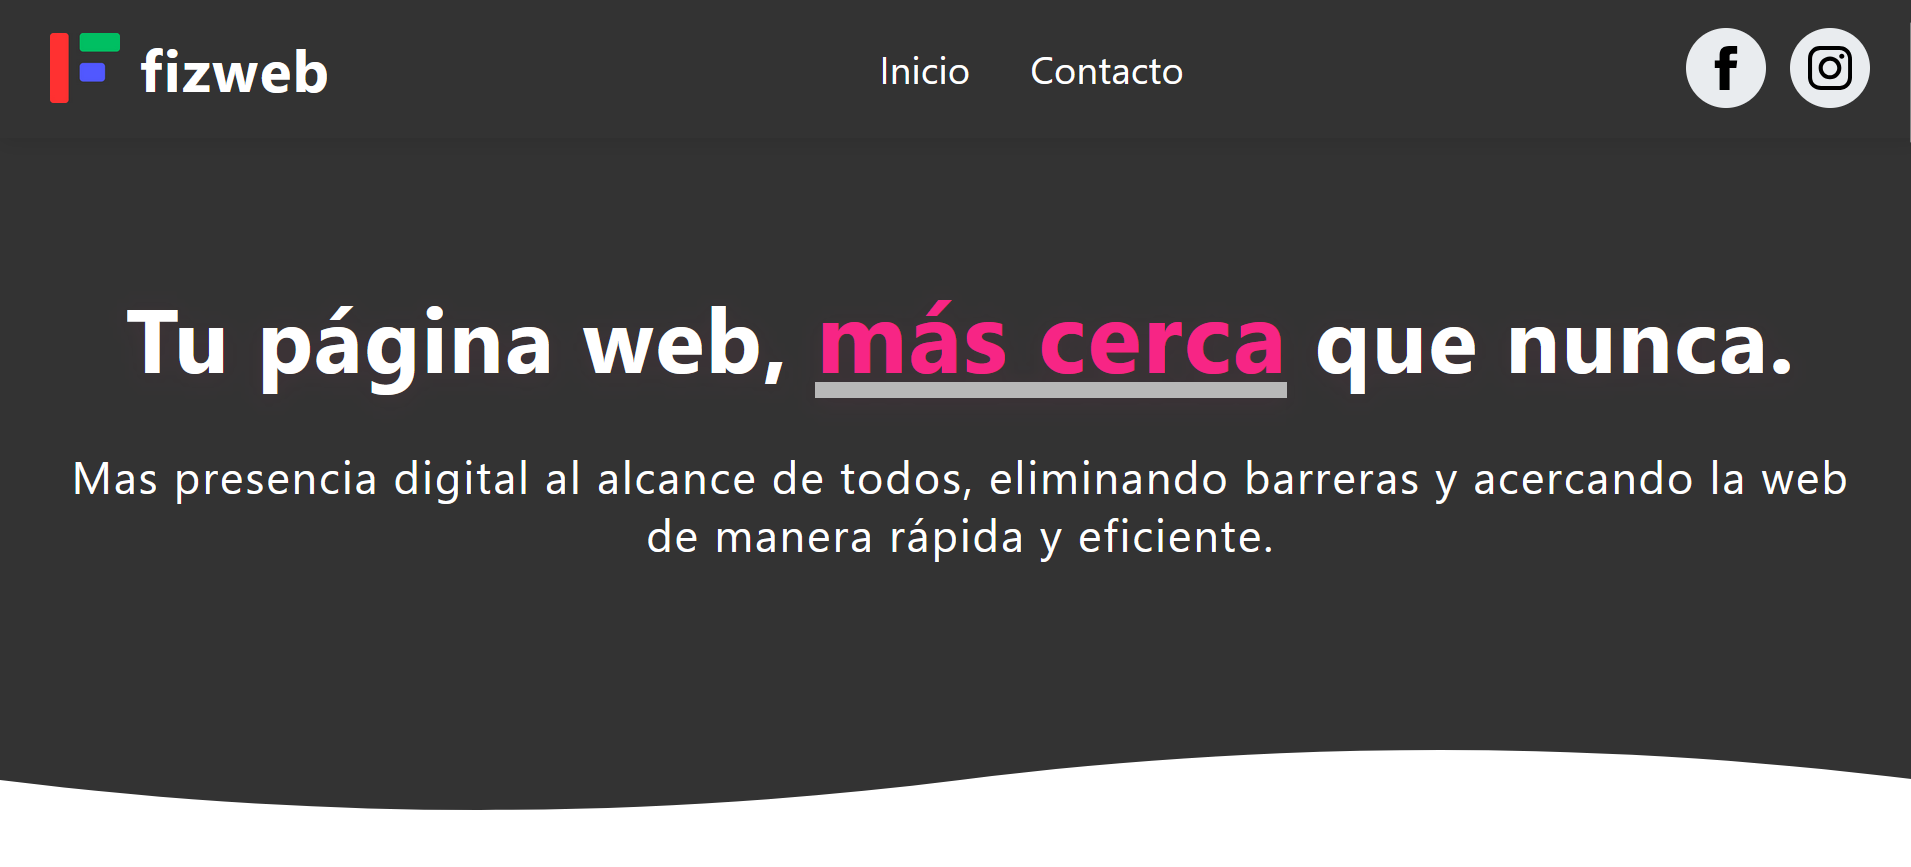 fizweb
Inicio Contacto
Tu página web, más cerca que nunca.
Mas presencia digital al alcance de todos, eliminando barreras y acercando la web
de manera rápida y eficiente.